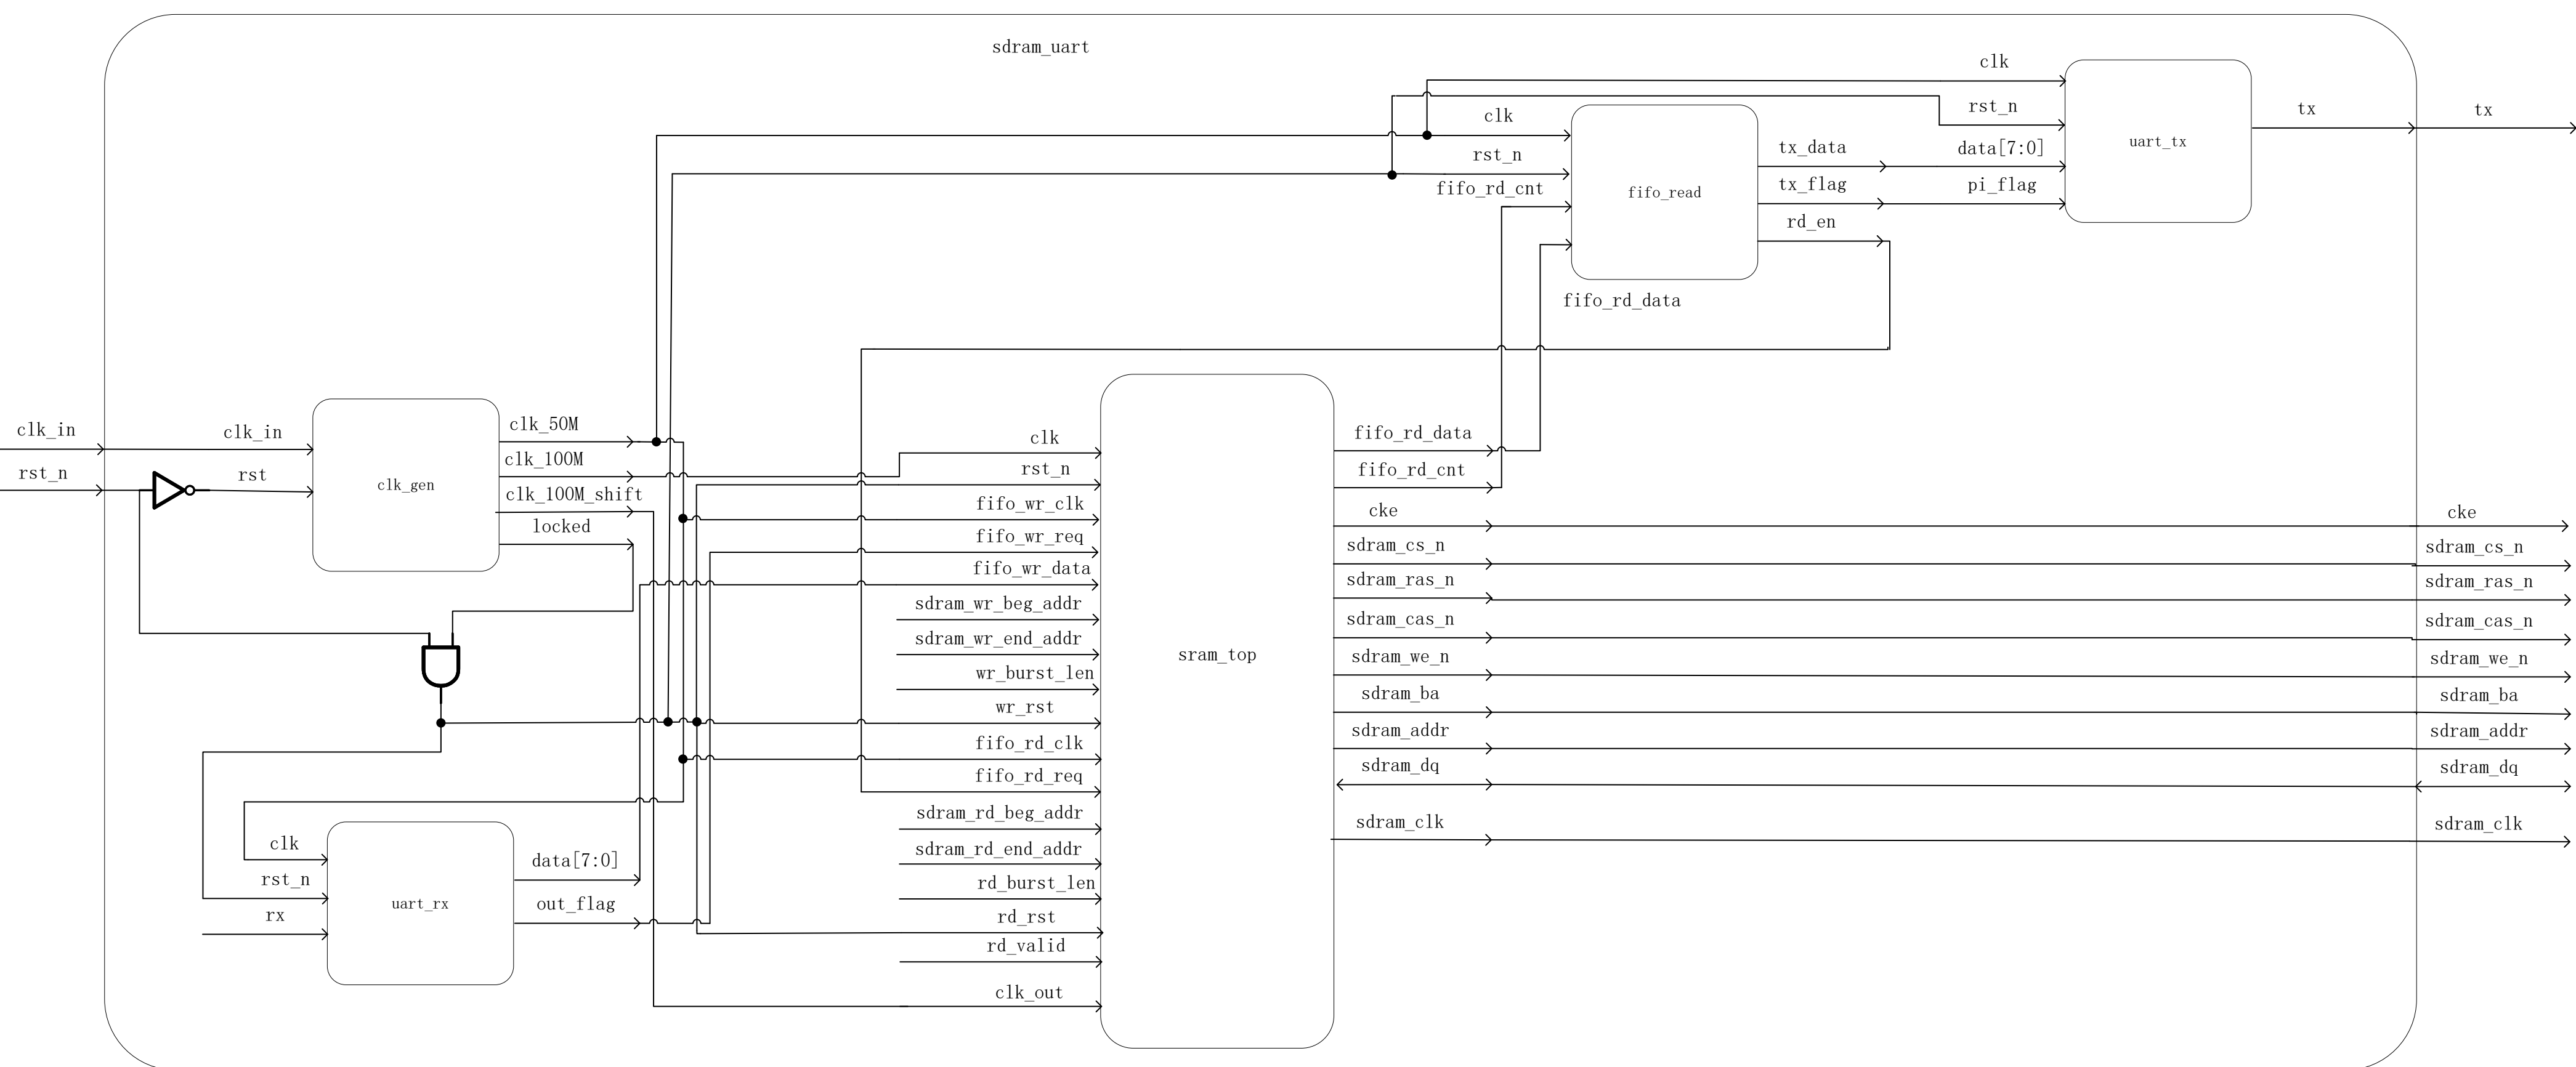 sdram_uart
clk
rst_n
data[7:0]
pi_flag
uart_tx
tx
tx
clk
rst_n
fifo_rd_cnt
fifo_read
tx_data
tx_flag
rd_en
fifo_rd_data
clk_in
rst_n
clk_in
rst
clk_gen
clk_50M
clk_100M
clk_100M_shift
locked
clk
rst_n
fifo_wr_clk
fifo_wr_req
fifo_wr_data
sdram_wr_beg_addr
sdram_wr_end_addr
wr_burst_len
wr_rst
fifo_rd_clk
fifo_rd_req
sdram_rd_beg_addr
sdram_rd_end_addr
rd_burst_len
rd_rst
rd_valid
clk_out
sram_top
fifo_rd_data
fifo_rd_cnt
cke
sdram_cs_n
sdram_ras_n
sdram_cas_n
sdram_we_n
sdram_ba
sdram_addr
sdram_dq
sdram_clk
cke
sdram_cs_n
sdram_ras_n
sdram_cas_n
sdram_we_n
sdram_ba
sdram_addr
sdram_dq
sdram_clk
clk
rst_n
rx
uart_rx
data[7:0]
out_flag